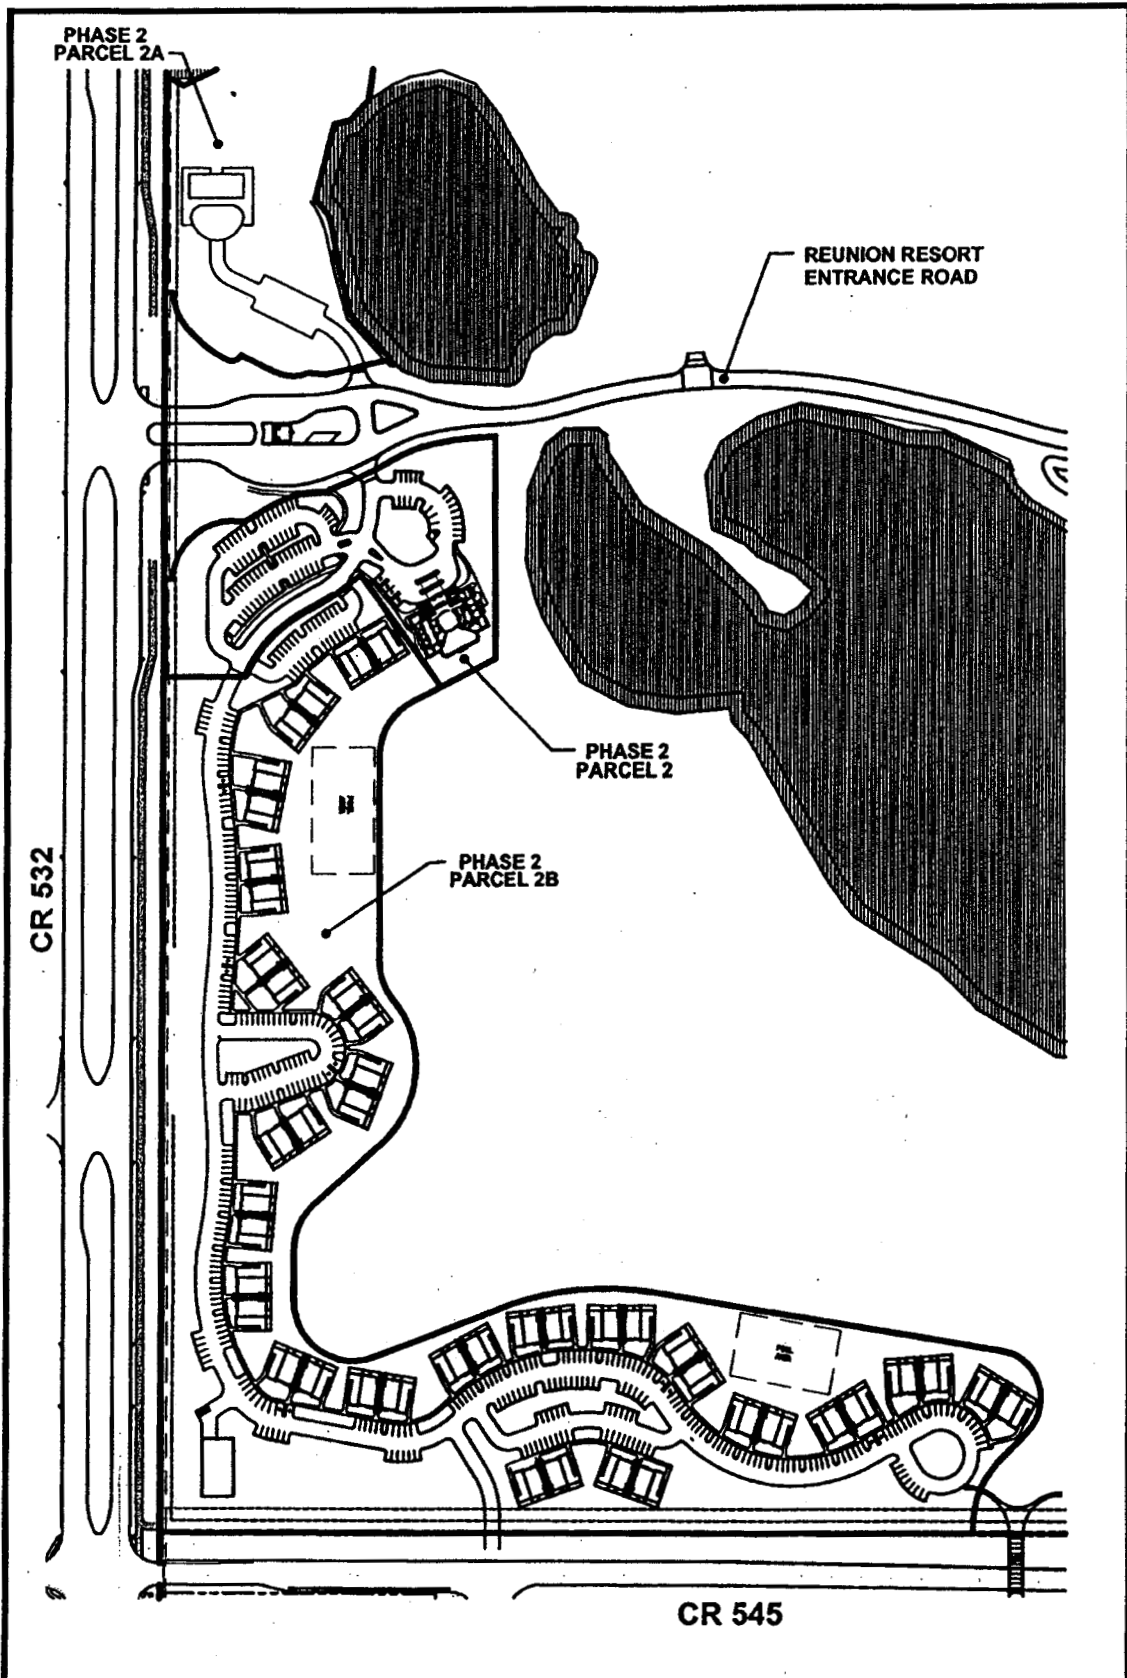 PHASE 2
PARCEL 2A
REUNION RESORT
ENTRANCE ROAD
PHASE 2
PARCEL 2
PHASE 2
PARCEL 2B
CR 532
CR 545